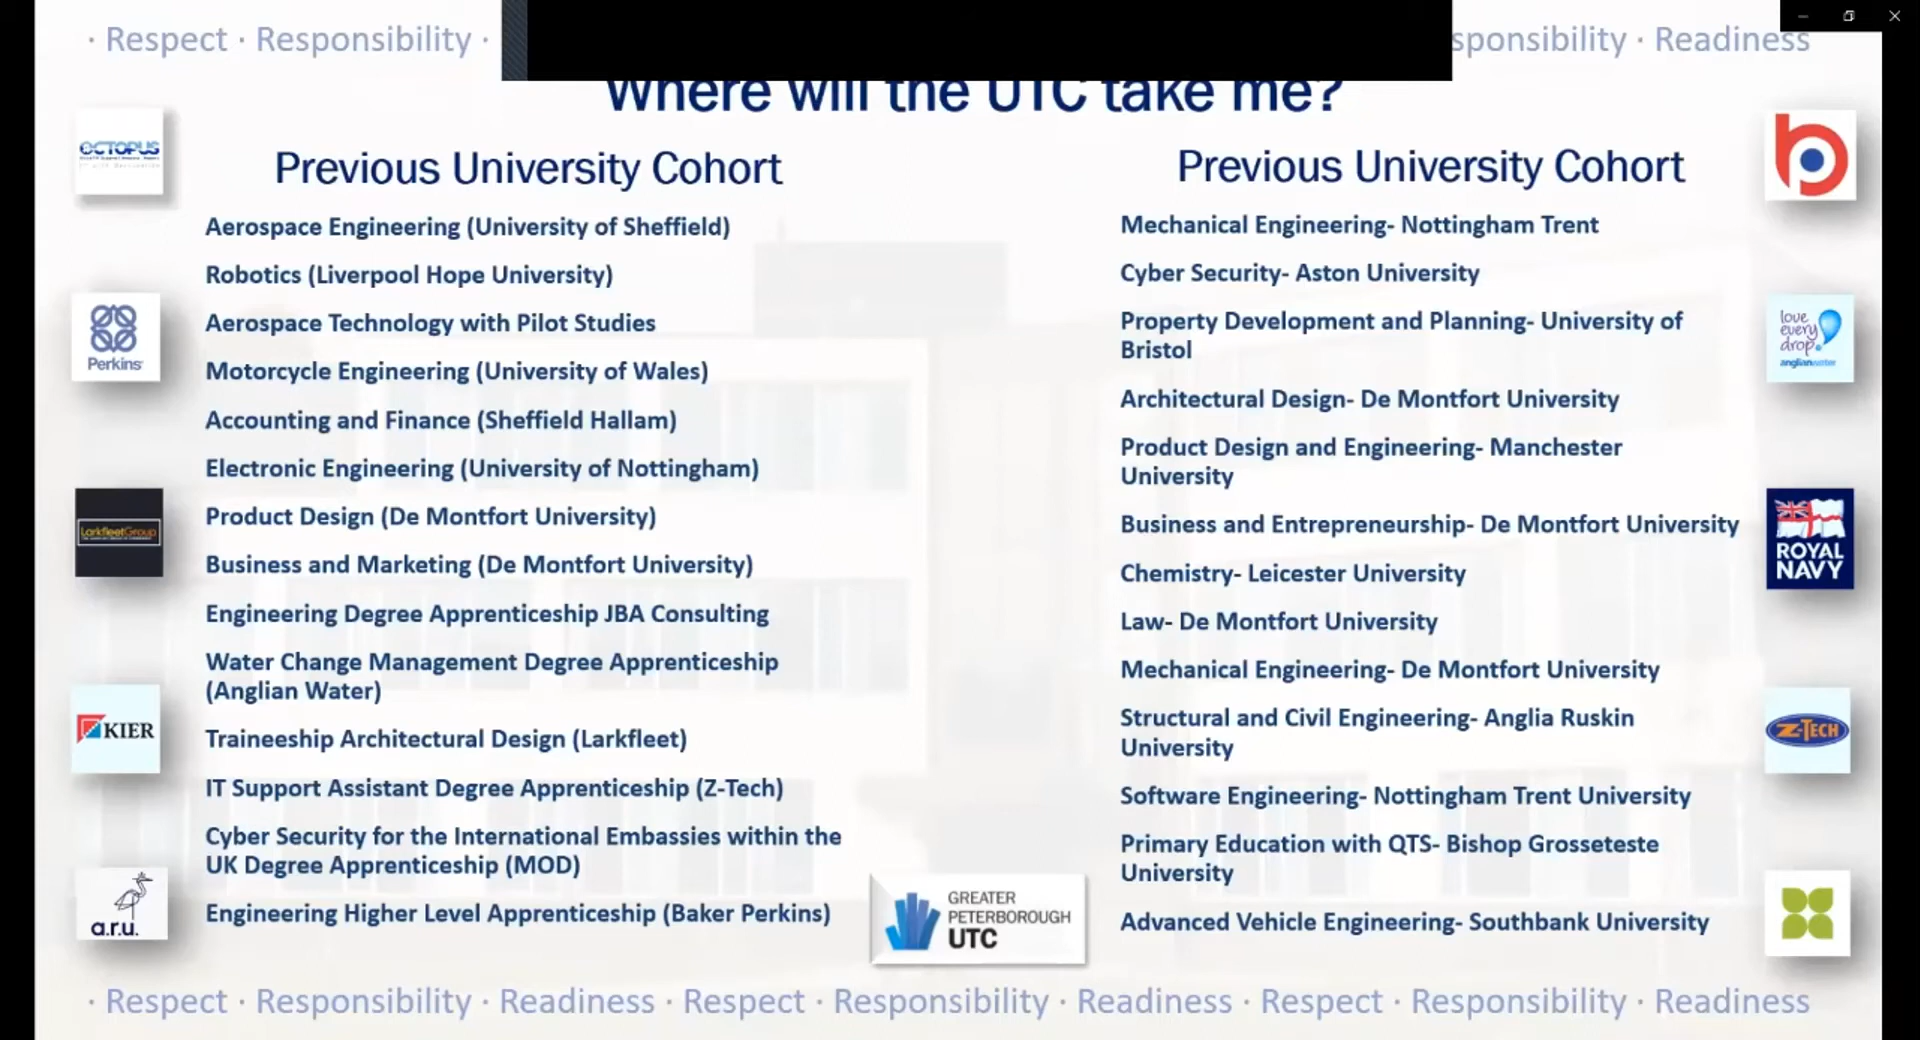 · Respect · Responsibility ·
sponsibility · Readiness
Where will the UTC take me?
OCTOPUS
Previous University Cohort
Aerospace Engineering (University of Sheffield)
Robotics (Liverpool Hope University)
Aerospace Technology with Pilot Studies
Motorcycle Engineering (University of Wales)
Accounting and Finance (Sheffield Hallam)
Electronic Engineering (University of Nottingham)
Product Design (De Montfort University)
Business and Marketing (De Montfort University)
Engineering Degree Apprenticeship JBA Consulting
Water Change Management Degree Apprenticeship
(Anglian Water)
Traineeship Architectural Design (Larkfleet)
IT Support Assistant Degree Apprenticeship (Z-Tech)
Cyber Security for the International Embassies within the
UK Degree Apprenticeship (MOD)
Engineering Higher Level Apprenticeship (Baker Perkins)
Perkins
LarkfleetGroup
KIER
a.r.u.
GREATER
PETERBOROUGH
UTC
Previous University Cohort
Mechanical Engineering- Nottingham Trent
Cyber Security- Aston University
Property Development and Planning- University of
Bristol
Architectural Design- De Montfort University
Product Design and Engineering- Manchester
University
Business and Entrepreneurship- De Montfort University
Chemistry- Leicester University
Law- De Montfort University
Mechanical Engineering- De Montfort University
Structural and Civil Engineering- Anglia Ruskin
University
Software Engineering- Nottingham Trent University
Primary Education with QTS- Bishop Grosseteste
University
Advanced Vehicle Engineering- Southbank University
b
love
every
drop
anglianwater
ROYAL
NAVY
Z-TECH
· Respect · Responsibility · Readiness · Respect · Responsibility · Readiness · Respect · Responsibility · Readiness